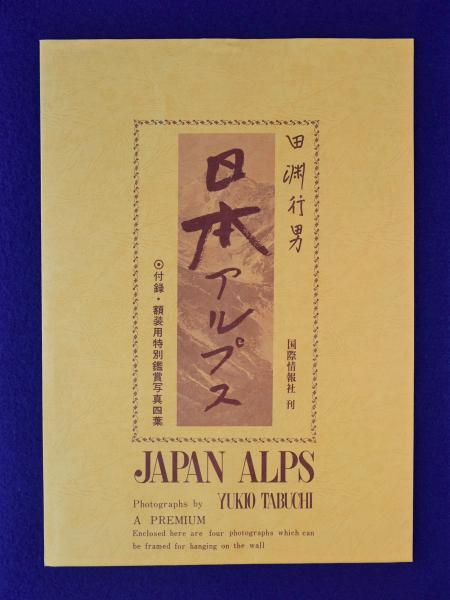 田淵行男
日本アルプス
◉付録・額装用特別鑑賞写真四葉
国際情報社 刊
JAPAN ALPS
Photographs by YUKIO TABUCHI
A PREMIUM
Enclosed here are four photographs which can
be framed for hanging on the wall